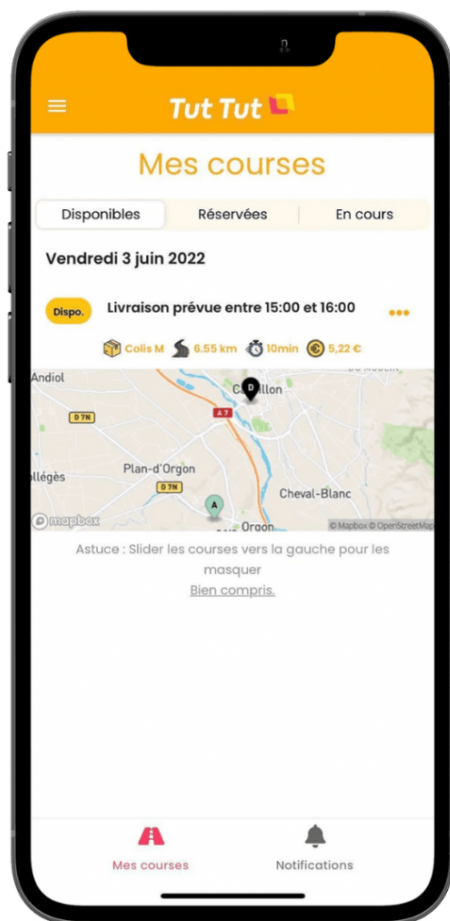 Tut Tut
Mes courses
Disponibles
Réservées
En cours
Vendredi 3 juin 2022
Dispo.
Livraison prévue entre 15:00 et 16:00
Colis M
6.55 km
10min
5,22 €
Andiol
D
D 7N
A 7
Plan-d'Orgon
D 7N
Cheval-Blanc
A
Orgon
mapbox
© Mapbox © OpenStreetMap
Astuce : Slider les courses vers la gauche pour les
masquer
Bien compris.
Mes courses
Notifications